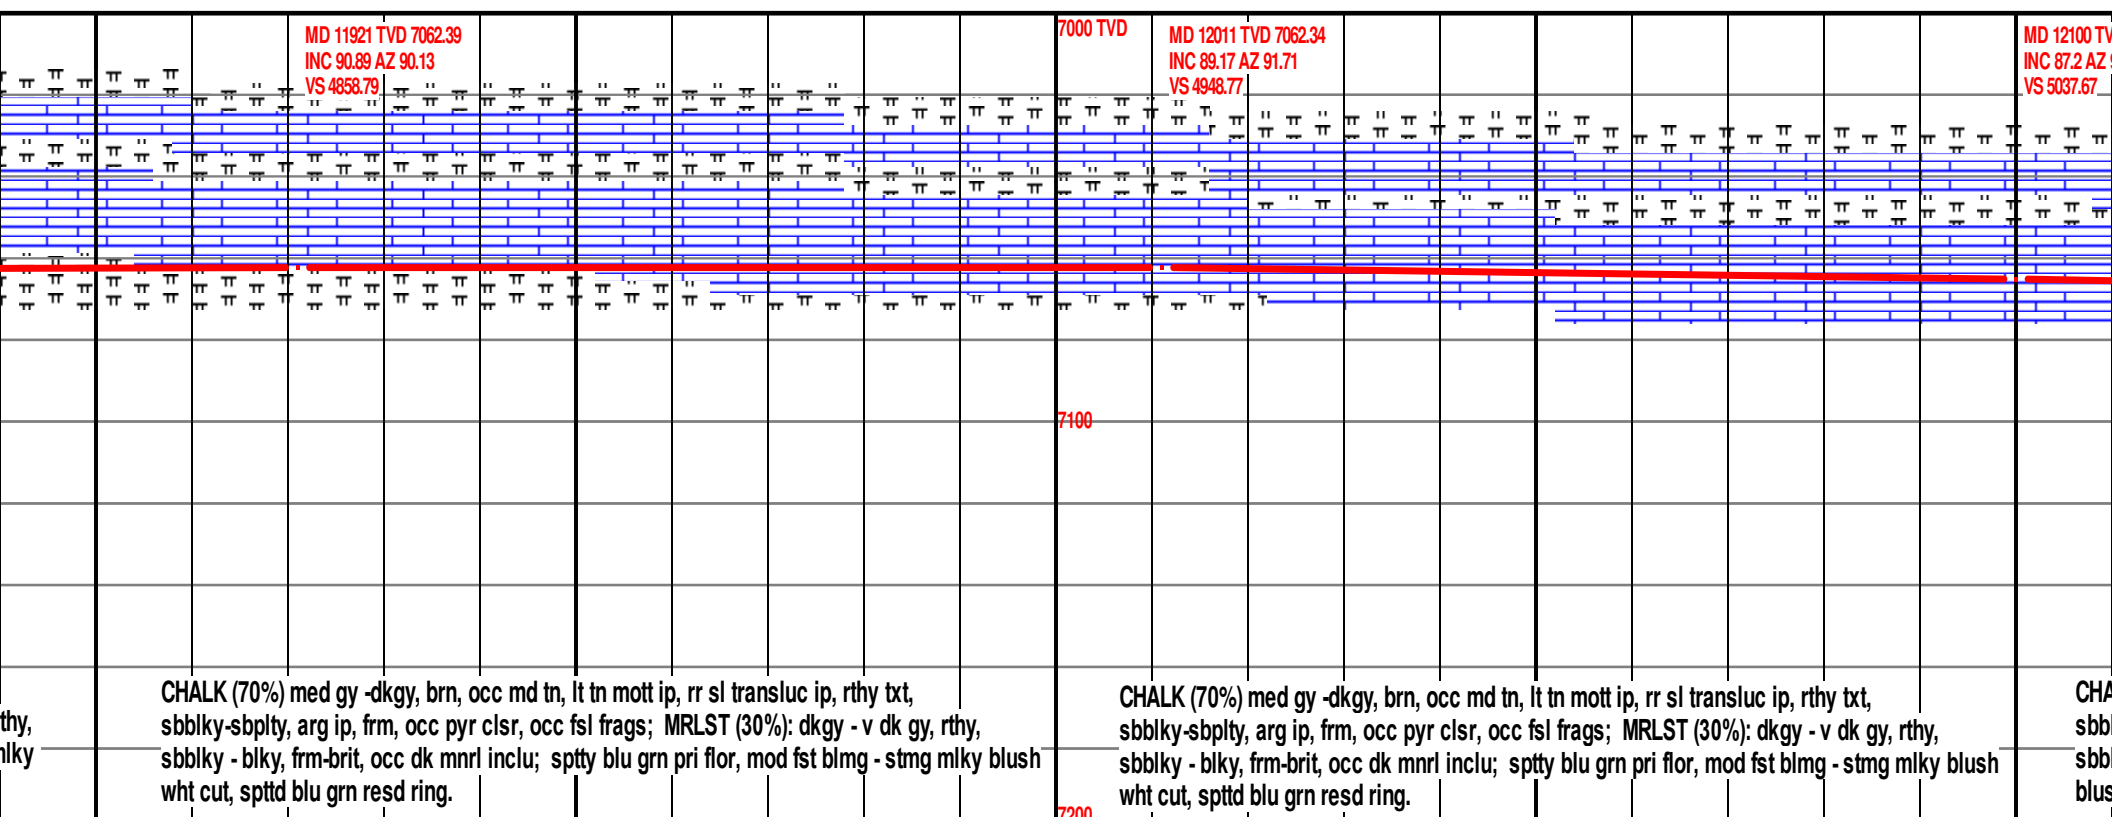 MD 11921 TVD 7062.39
INC 90.89 AZ 90.13
VS 4858.79
7000 TVD
MD 12011 TVD 7062.34
INC 89.17 AZ 91.71
VS 4948.77
MD 12100 TV
INC 87.2 AZ
VS 5037.67
7100
thy,
nlky
CHALK (70%) med gy -dkgy, brn, occ md tn, lt tn mott ip, rr sl transluc ip, rthy txt,
sbblky-sbplty, arg ip, frm, occ pyr clsr, occ fsl frags; MRLST (30%): dkgy - v dk gy, rthy,
sbblky - blky, frm-brit, occ dk mnrl inclu; sptty blu grn pri flor, mod fst blmg - stmg mlky blush
wht cut, spttd blu grn resd ring.
CHALK (70%) med gy -dkgy, brn, occ md tn, lt tn mott ip, rr sl transluc ip, rthy txt,
sbblky-sbplty, arg ip, frm, occ pyr clsr, occ fsl frags; MRLST (30%): dkgy - v dk gy, rthy,
sbblky - blky, frm-brit, occ dk mnrl inclu; sptty blu grn pri flor, mod fst blmg - stmg mlky blush
wht cut, spttd blu grn resd ring.
CHA
sbb
sbb
blus
7200